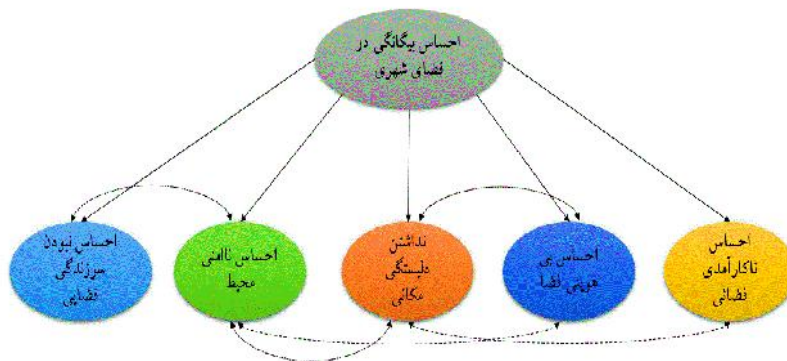 احساس بیگانگی در
فضای شهری
احساس
ناکارآمدی
فضائی
احساس بی
هویتی فضا
نداشتن
دلبستگی
مکانی
احساس ناامنی
محیط
احساس نبودن
سرزندگی
فضایی